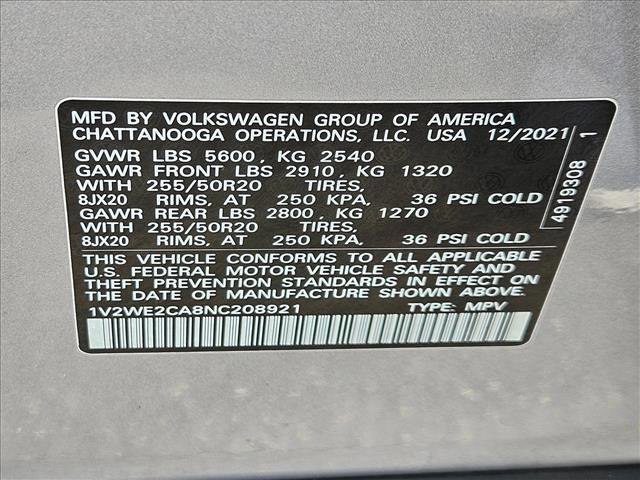 MFD BY VOLKSWAGEN GROUP OF AMERICA
CHATTANOOGA OPERATIONS, LLC. USA 12/2021
GVWR LBS 5600, KG 2540
GAWR FRONT LBS 2910, KG 1320
WITH 255/50R20 TIRES,
8JX20 RIMS, AT 250 KPA, 36 PSI COLD
GAWR REAR LBS 2800, KG 1270
WITH 255/50R20 TIRES,
8JX20 RIMS, AT 250 KPA, 36 PSI COLD
THIS VEHICLE CONFORMS TO ALL APPLICABLE
U.S. FEDERAL MOTOR VEHICLE SAFETY AND
THEFT PREVENTION STANDARDS IN EFFECT ON
THE DATE OF MANUFACTURE SHOWN ABOVE.
1V2WE2CA8NC208921 TYPE: MPV
4919308
1